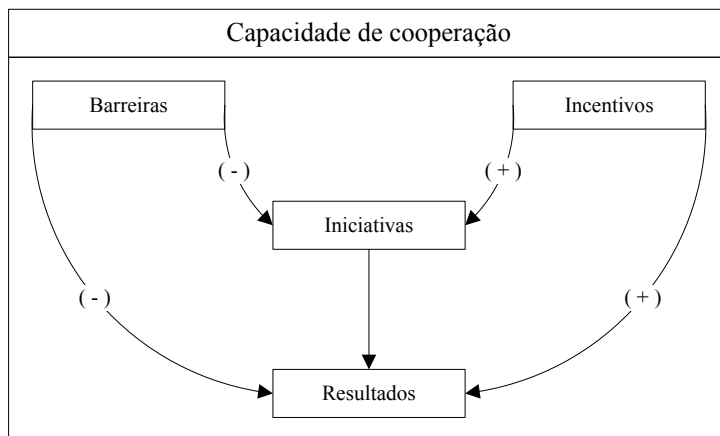 Capacidade de cooperação
Barreiras
Incentivos
( - )
( + )
Iniciativas
( - )
( + )
Resultados